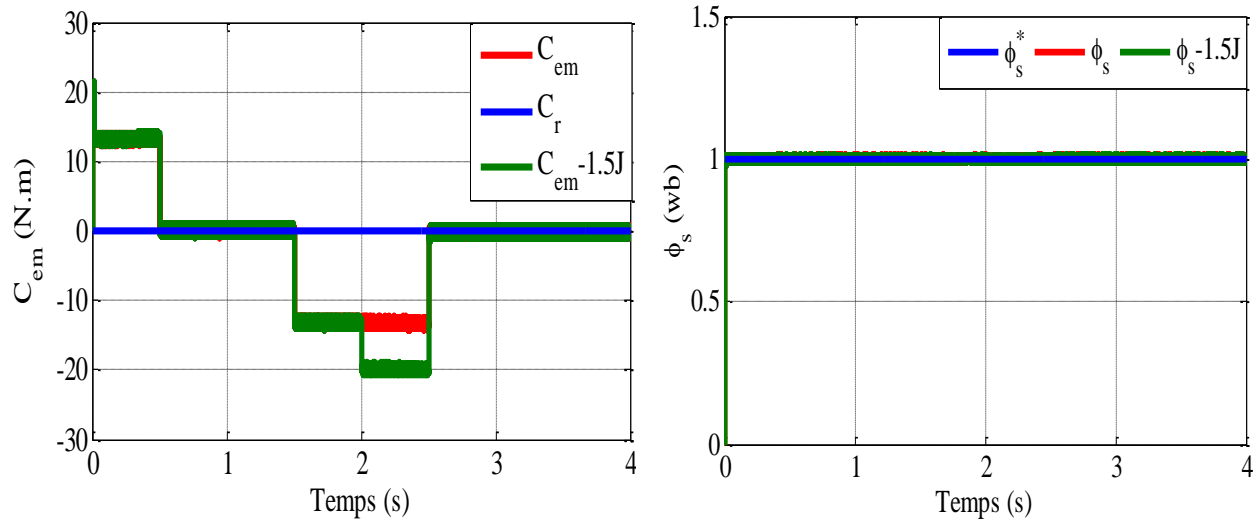 30
20
10
0
-10
-20
-30
C_em (N.m)
C_em
C_r
C_em-1.5J
0 1 2 3 4
Temps (s)
1.5
1
0.5
0
ϕ_s (wb)
ϕ_s^* ϕ_s ϕ_s-1.5J
0 1 2 3 4
Temps (s)